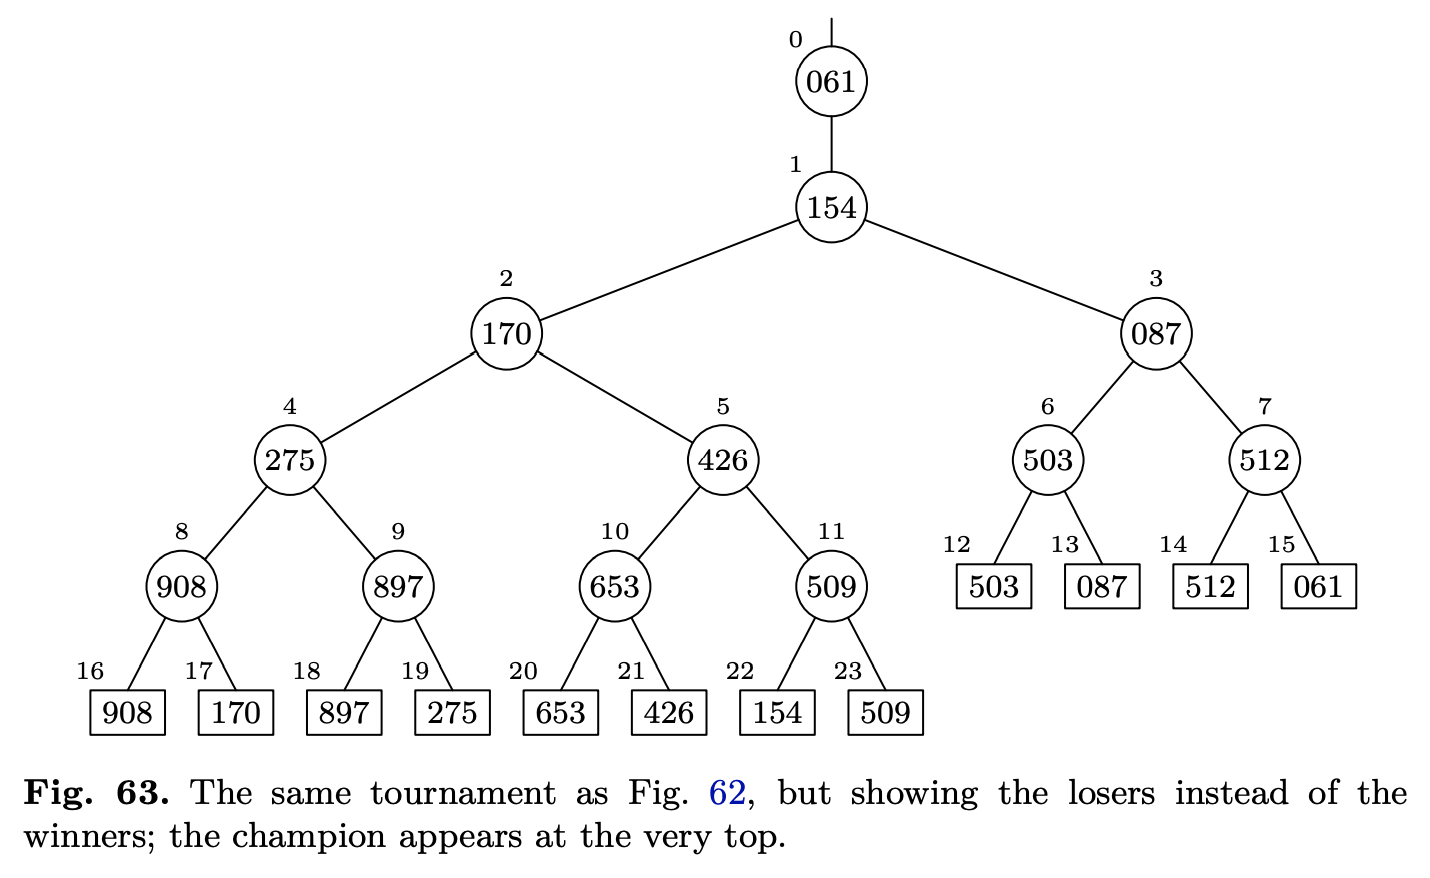 0
061
1
154
2 3
170 087
4 5 6 7
275 426 503 512
8 9 10 11
12 13 14 15
908 897 653 509 503 087 512 061
16 17 18 19 20 21 22 23
908 170 897 275 653 426 154 509
Fig. 63. The same tournament as Fig. 62, but showing the losers instead of the
winners; the champion appears at the very top.